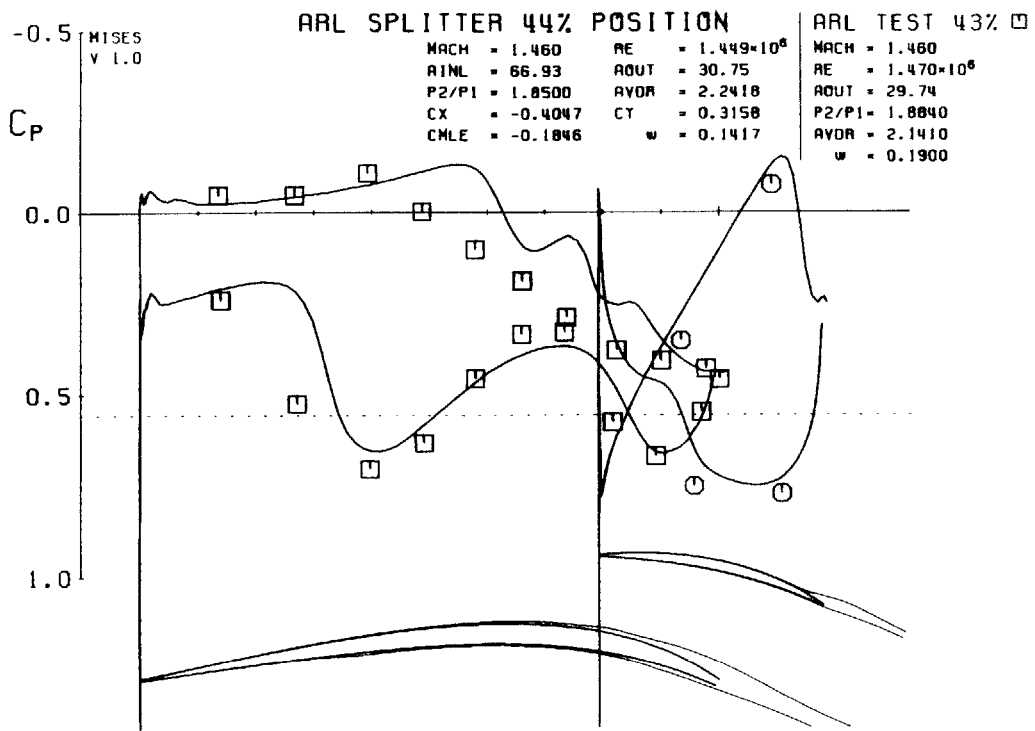 ARL SPLITTER 44% POSITION
MACH = 1.460 RE = 1.449×10⁶
AINL = 66.93 AOUT = 30.75
P2/P1 = 1.8500 AVDR = 2.2418
CX = -0.4047 CT = 0.3158
CMLE = -0.1846 ω = 0.1417
ARL TEST 43%
MACH = 1.460
RE = 1.470×10⁶
AOUT = 29.74
P2/P1= 1.8840
AVDR = 2.1410
ω = 0.1900
MISES
V 1.0
-0.5
CP
0.0
0.5
1.0